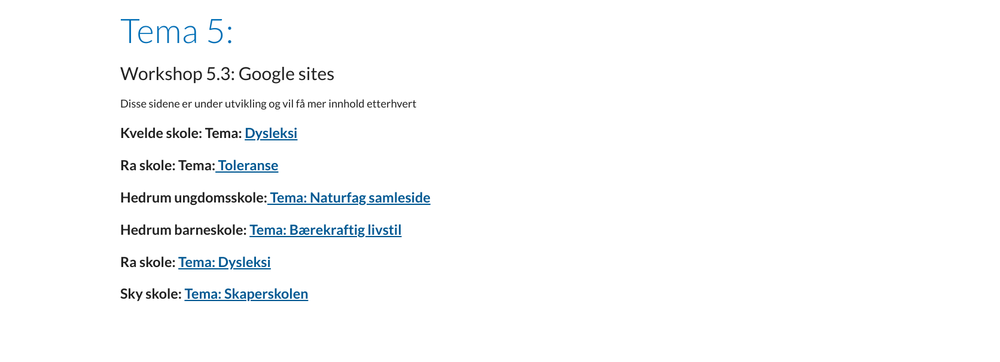 Tema 5:
Workshop 5.3: Google sites
Disse sidene er under utvikling og vil få mer innhold etterhvert
Kvelde skole: Tema: Dysleksi
Ra skole: Tema: Toleranse
Hedrum ungdomsskole: Tema: Naturfag samleside
Hedrum barneskole: Tema: Bærekraftig livstil
Ra skole: Tema: Dysleksi
Sky skole: Tema: Skaperskolen